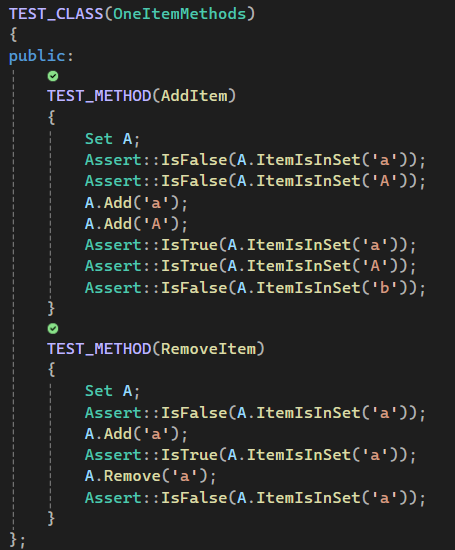 TEST_CLASS(OneItemMethods)
{
public:
TEST_METHOD(AddItem)
{
Set A;
Assert::IsFalse(A.ItemIsInSet('a'));
Assert::IsFalse(A.ItemIsInSet('A'));
A.Add('a');
A.Add('A');
Assert::IsTrue(A.ItemIsInSet('a'));
Assert::IsTrue(A.ItemIsInSet('A'));
Assert::IsFalse(A.ItemIsInSet('b'));
}
TEST_METHOD(RemoveItem)
{
Set A;
Assert::IsFalse(A.ItemIsInSet('a'));
A.Add('a');
Assert::IsTrue(A.ItemIsInSet('a'));
A.Remove('a');
Assert::IsFalse(A.ItemIsInSet('a'));
}
};